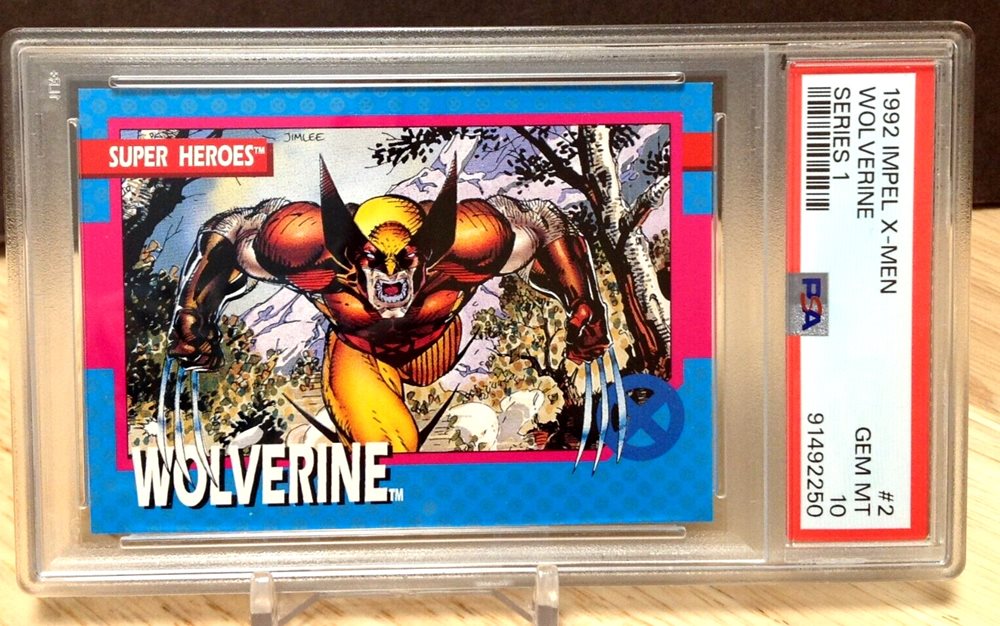 JIMLEE
SUPER HEROES™
WOLVERINE™
1992 IMPEL X-MEN
WOLVERINE
SERIES 1
#2
GEM MT
10
91492250
PSA